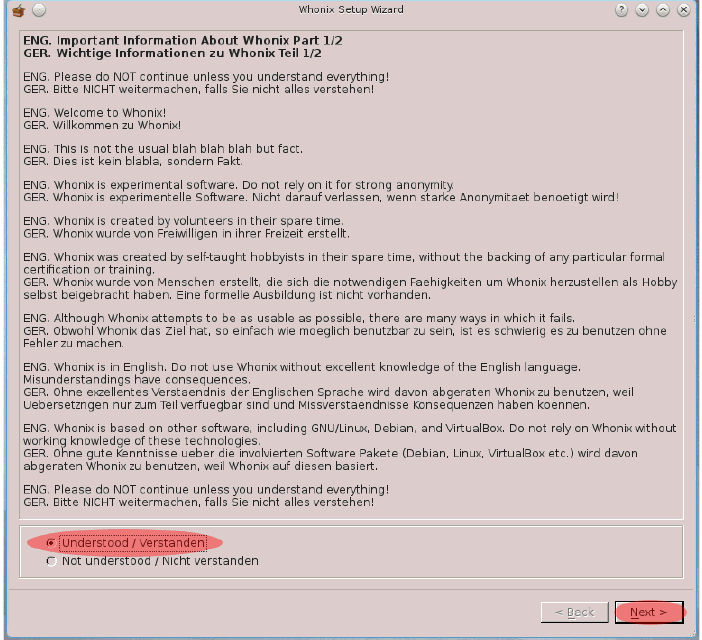 Whonix Setup Wizard
ENG. Important Information About Whonix Part 1/2
GER. Wichtige Informationen zu Whonix Teil 1/2
ENG. Please do NOT continue unless you understand everything!
GER. Bitte NICHT weitermachen, falls Sie nicht alles verstehen!
ENG. Welcome to Whonix!
GER. Willkommen zu Whonix!
ENG. This is not the usual blah blah blah but fact.
GER. Dies ist kein blabla, sondern Fakt.
ENG. Whonix is experimental software. Do not rely on it for strong anonymity.
GER. Whonix ist experimentelle Software. Nicht darauf verlassen, wenn starke Anonymitaet benoetigt wird!
ENG. Whonix is created by volunteers in their spare time.
GER. Whonix wurde von Freiwilligen in ihrer Freizeit erstellt.
ENG. Whonix was created by self-taught hobbyists in their spare time, without the backing of any particular formal
certification or training.
GER. Whonix wurde von Menschen erstellt, die sich die notwendigen Faehigkeiten um Whonix herzustellen als Hobby
selbst beigebracht haben. Eine formelle Ausbildung ist nicht vorhanden.
ENG. Although Whonix attempts to be as usable as possible, there are many ways in which it fails.
GER. Obwohl Whonix das Ziel hat, so einfach wie moeglich benutzbar zu sein, ist es schwierig es zu benutzen ohne
Fehler zu machen.
ENG. Whonix is in English. Do not use Whonix without excellent knowledge of the English language.
Misunderstandings have consequences.
GER. Ohne exzellentes Verstaendnis der Englischen Sprache wird davon abgeraten Whonix zu benutzen, weil
Uebersetzngen nur zum Teil verfuegbar sind und Missverstaendnisse Konsequenzen haben koennen.
ENG. Whonix is based on other software, including GNU/Linux, Debian, and VirtualBox. Do not rely on Whonix without
working knowledge of these technologies.
GER. Ohne gute Kenntnisse ueber die involvierten Software Pakete (Debian, Linux, VirtualBox etc.) wird davon
abgeraten Whonix zu benutzen, weil Whonix auf diesen basiert.
ENG. Please do NOT continue unless you understand everything!
GER. Bitte NICHT weitermachen, falls Sie nicht alles verstehen!
Understood / Verstanden
Not understood / Nicht verstanden
< Back
Next >